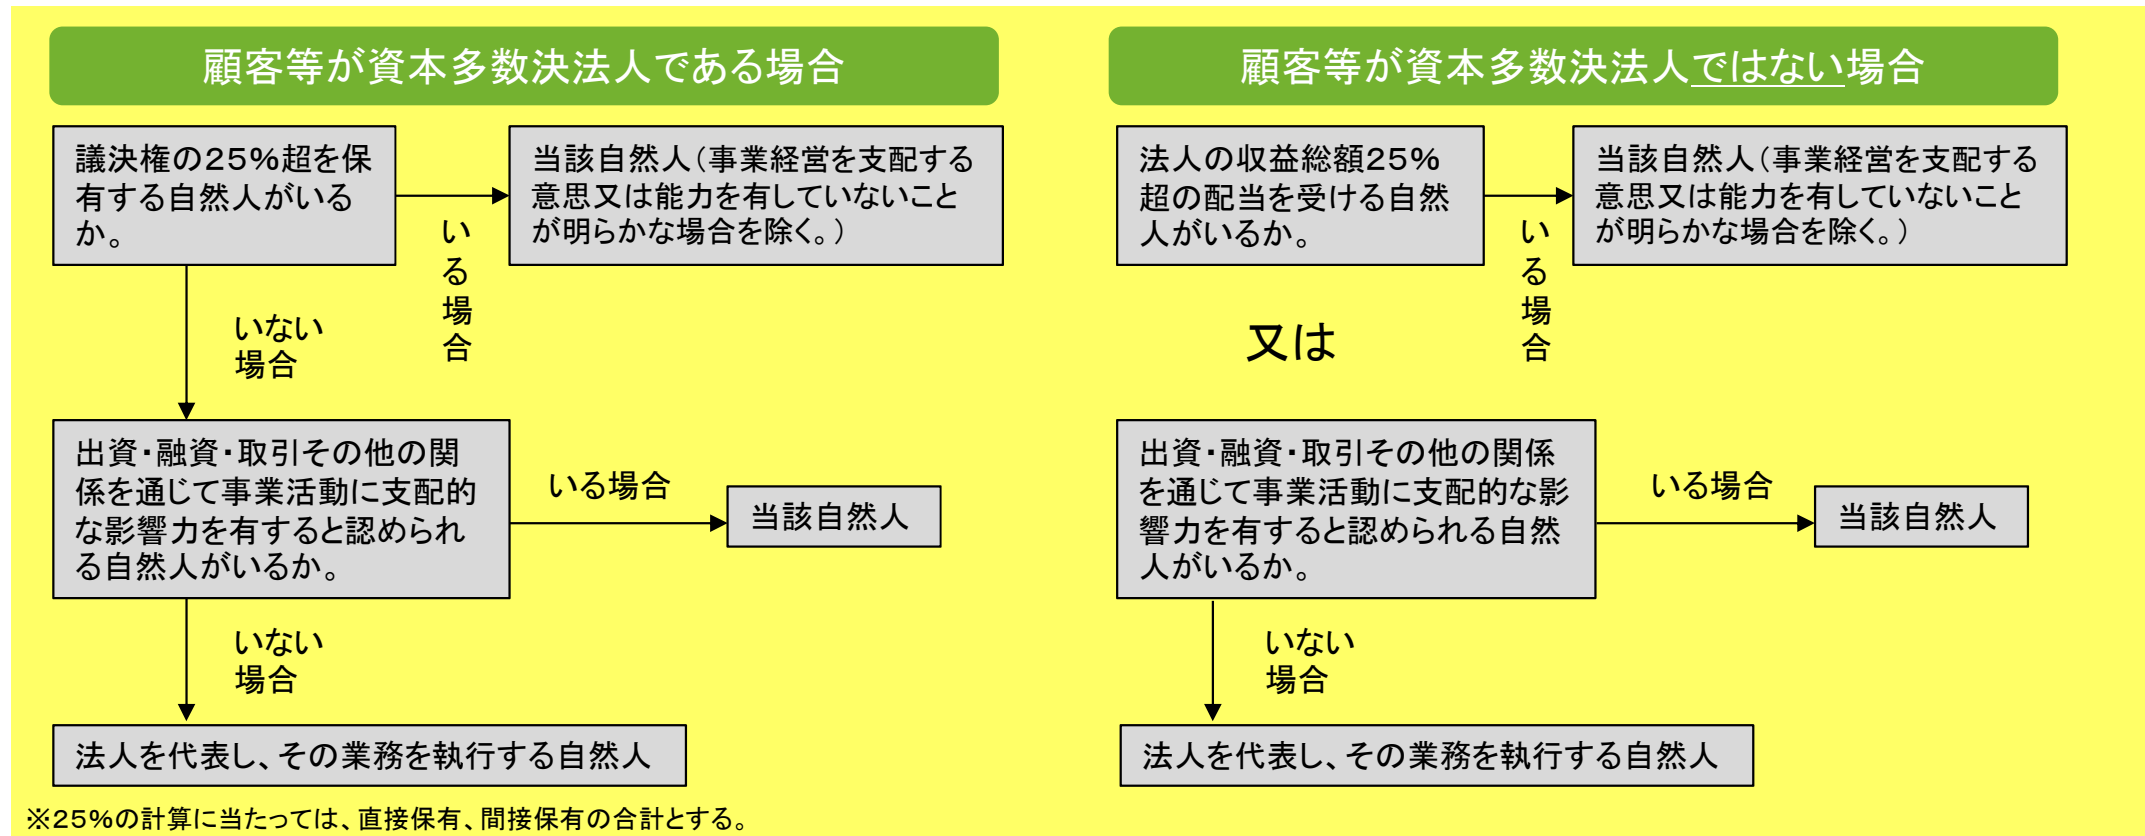 顧客等が資本多数決法人である場合
議決権の25%超を保
有する自然人がいる
か。
いる場合
当該自然人(事業経営を支配する
意思又は能力を有していないこと
が明らかな場合を除く。)
いない
場合
出資・融資・取引その他の関
係を通じて事業活動に支配的
な影響力を有すると認められ
る自然人がいるか。
いる場合
当該自然人
いない
場合
法人を代表し、その業務を執行する自然人
※25%の計算に当たっては、直接保有、間接保有の合計とする。
顧客等が資本多数決法人ではない場合
法人の収益総額25%
超の配当を受ける自然
人がいるか。
いる場合
当該自然人(事業経営を支配する
意思又は能力を有していないこと
が明らかな場合を除く。)
又は
出資・融資・取引その他の関係
を通じて事業活動に支配的な影
響力を有すると認められる自然
人がいるか。
いる場合
当該自然人
いない
場合
法人を代表し、その業務を執行する自然人